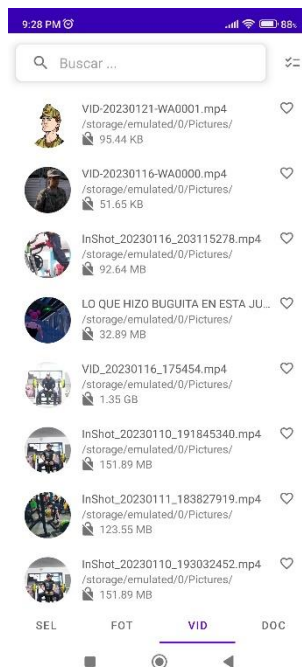 9:28 PM
88%
Buscar ...
VID-20230121-WA0001.mp4
/storage/emulated/0/Pictures/
95.44 KB
VID-20230116-WA0000.mp4
/storage/emulated/0/Pictures/
51.65 KB
InShot_20230116_203115278.mp4
/storage/emulated/0/Pictures/
92.64 MB
LO QUE HIZO BUGUITA EN ESTA JU...
/storage/emulated/0/Pictures/
32.89 MB
VID_20230116_175454.mp4
/storage/emulated/0/Pictures/
1.35 GB
InShot_20230110_191845340.mp4
/storage/emulated/0/Pictures/
151.89 MB
InShot_20230111_183827919.mp4
/storage/emulated/0/Pictures/
123.55 MB
InShot_20230110_193032452.mp4
/storage/emulated/0/Pictures/
151.89 MB
SEL FOT VID DOC